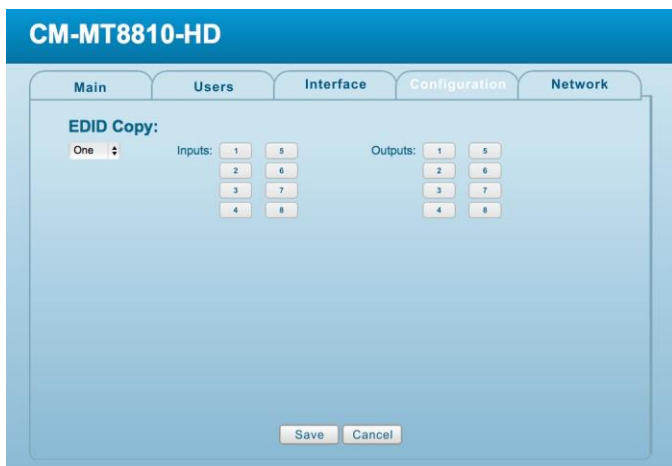 CM-MT8810-HD
Main Users Interface Configuration Network
EDID Copy:
One Inputs: 1 5 Outputs: 1 5
2 6 2 6
3 7 3 7
4 8 4 8
Save Cancel